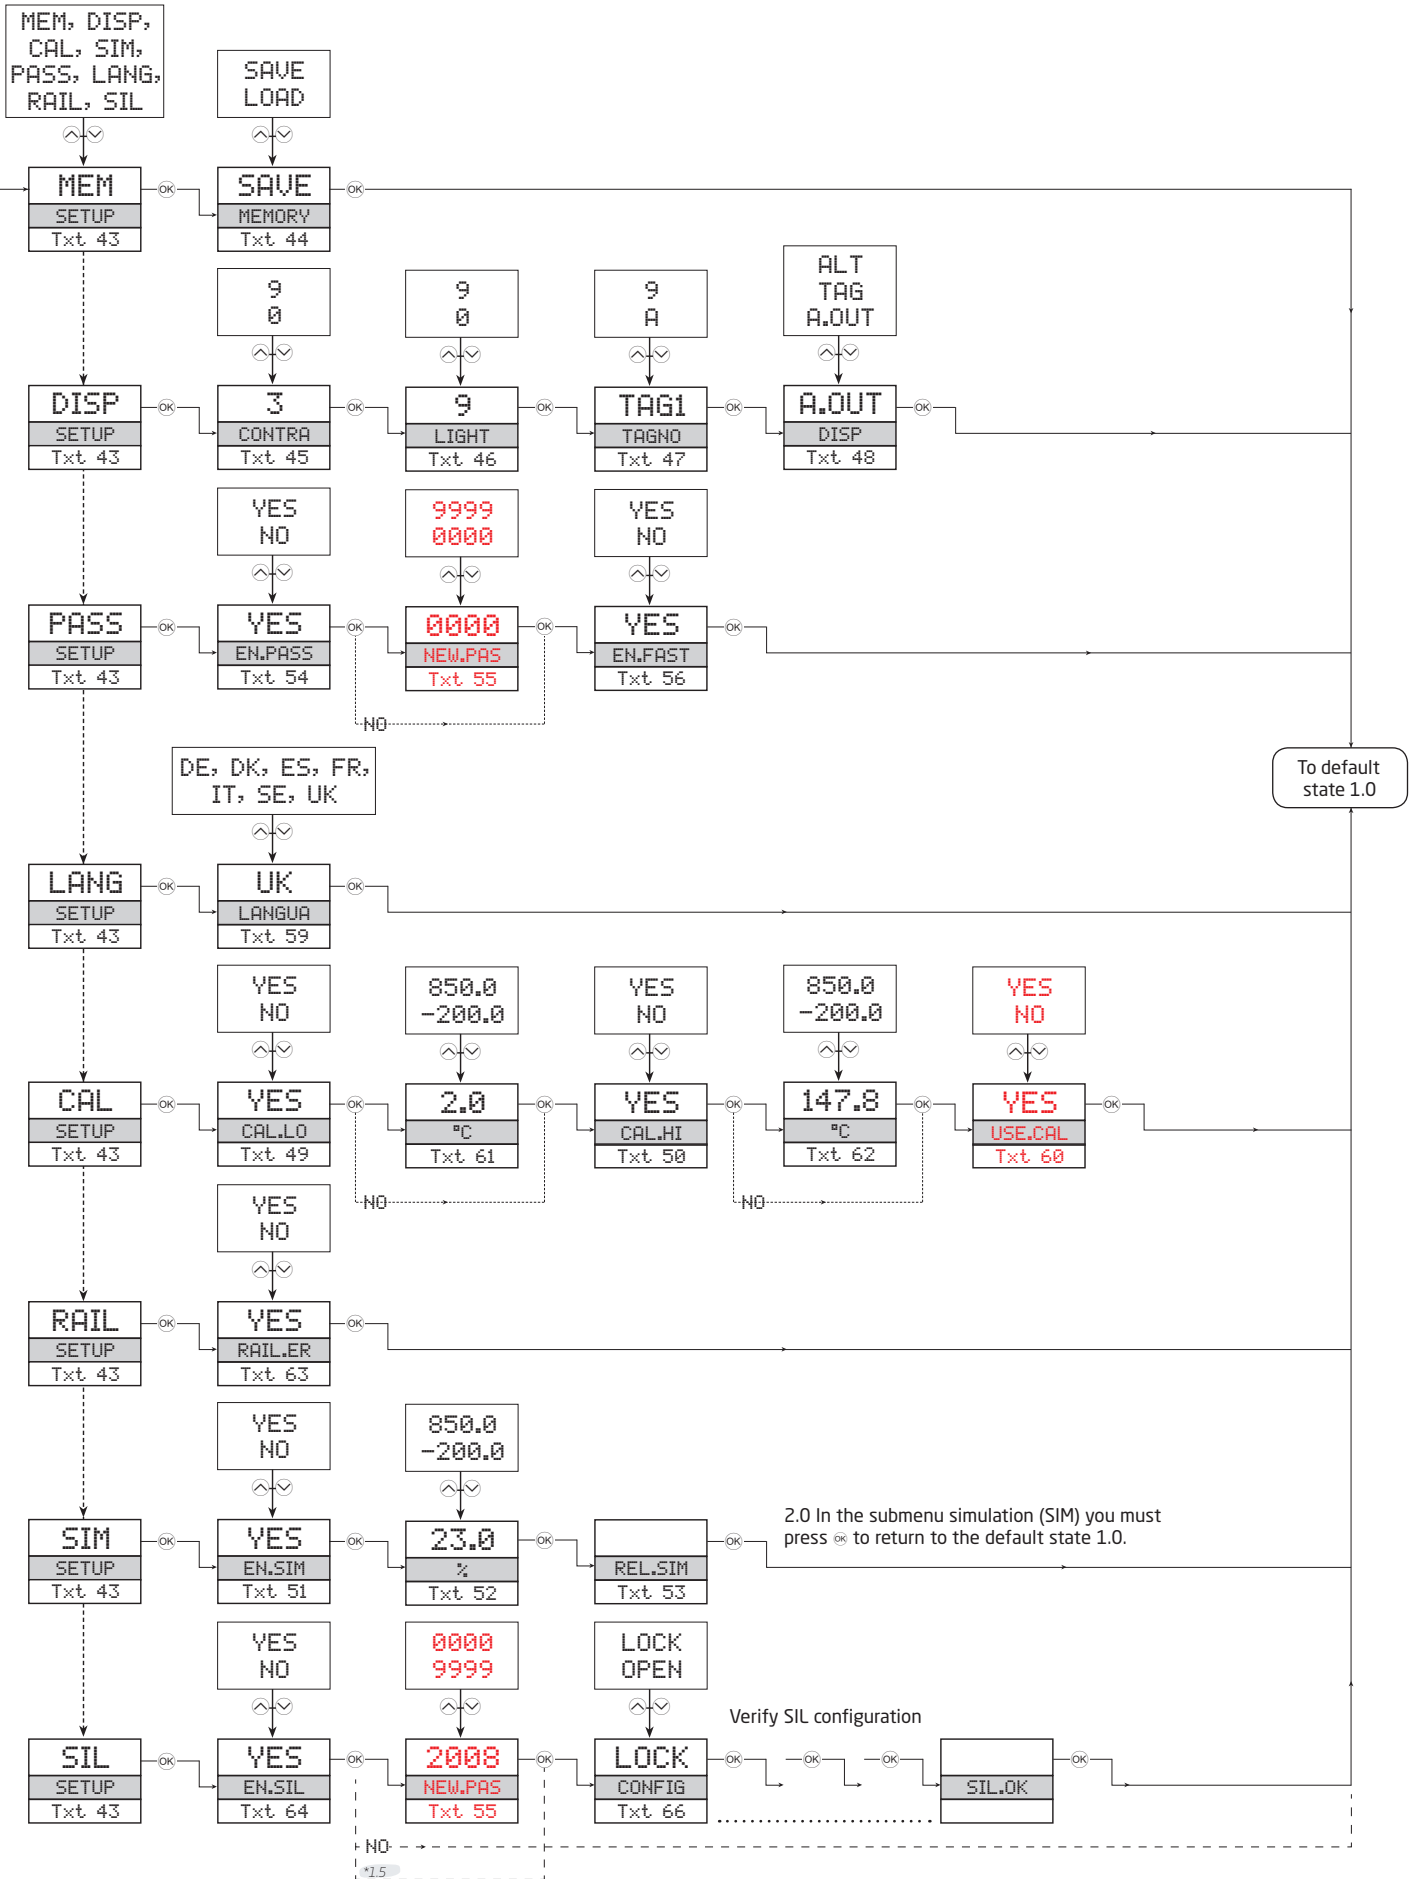 MEM, DISP,
CAL, SIM,
PASS, LANG,
RAIL, SIL
SAVE
LOAD
MEM
SETUP
Txt 43
OK
SAVE
MEMORY
Txt 44
OK
9
0
9
0
9
A
ALT
TAG
A.OUT
DISP
SETUP
Txt 43
OK
3
CONTRA
Txt 45
OK
9
LIGHT
Txt 46
OK
TAG1
TAGNO
Txt 47
OK
A.OUT
DISP
Txt 48
OK
YES
NO
9999
0000
YES
NO
PASS
SETUP
Txt 43
OK
YES
EN.PASS
Txt 54
OK
0000
NEW.PAS
Txt 55
OK
YES
EN.FAST
Txt 56
OK
NO
To default
state 1.0
DE, DK, ES, FR,
IT, SE, UK
LANG
SETUP
Txt 43
OK
UK
LANGUA
Txt 59
OK
YES
NO
850.0
-200.0
YES
NO
850.0
-200.0
YES
NO
CAL
SETUP
Txt 43
OK
YES
CAL.LO
Txt 49
OK
2.0
°C
Txt 61
OK
YES
CAL.HI
Txt 50
OK
147.8
°C
Txt 62
OK
YES
USE.CAL
Txt 60
OK
NO
NO
YES
NO
RAIL
SETUP
Txt 43
OK
YES
RAIL.ER
Txt 63
OK
YES
NO
850.0
-200.0
SIM
SETUP
Txt 43
OK
YES
EN.SIM
Txt 51
OK
23.0
%
Txt 52
OK
REL.SIM
Txt 53
OK
2.0 In the submenu simulation (SIM) you must
press OK to return to the default state 1.0.
YES
NO
0000
9999
LOCK
OPEN
Verify SIL configuration
SIL
SETUP
Txt 43
OK
YES
EN.SIL
Txt 64
OK
2008
NEW.PAS
Txt 55
OK
LOCK
CONFIG
Txt 66
OK
OK
OK
SIL.OK
OK
NO
*1.5